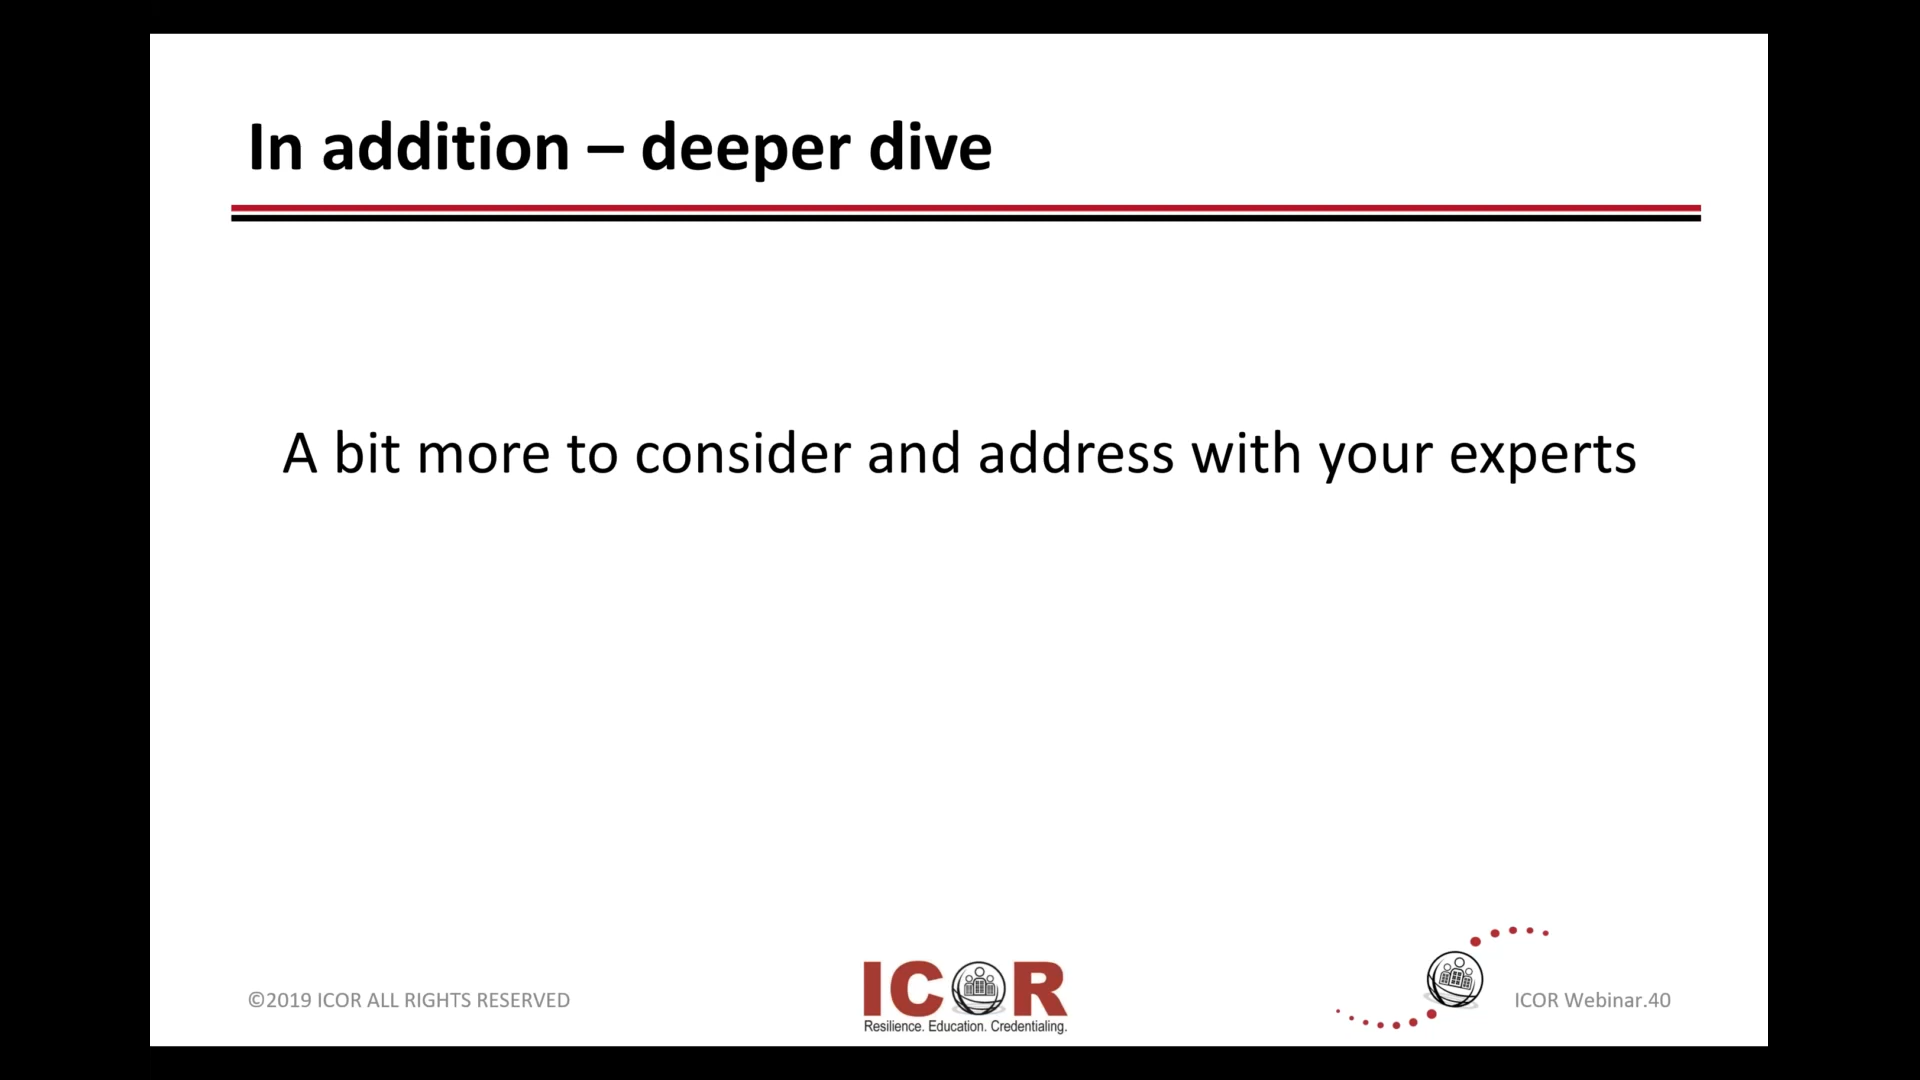 In addition – deeper dive
A bit more to consider and address with your experts
©2019 ICOR ALL RIGHTS RESERVED
ICOR
Resilience. Education. Credentialing.
ICOR Webinar.40